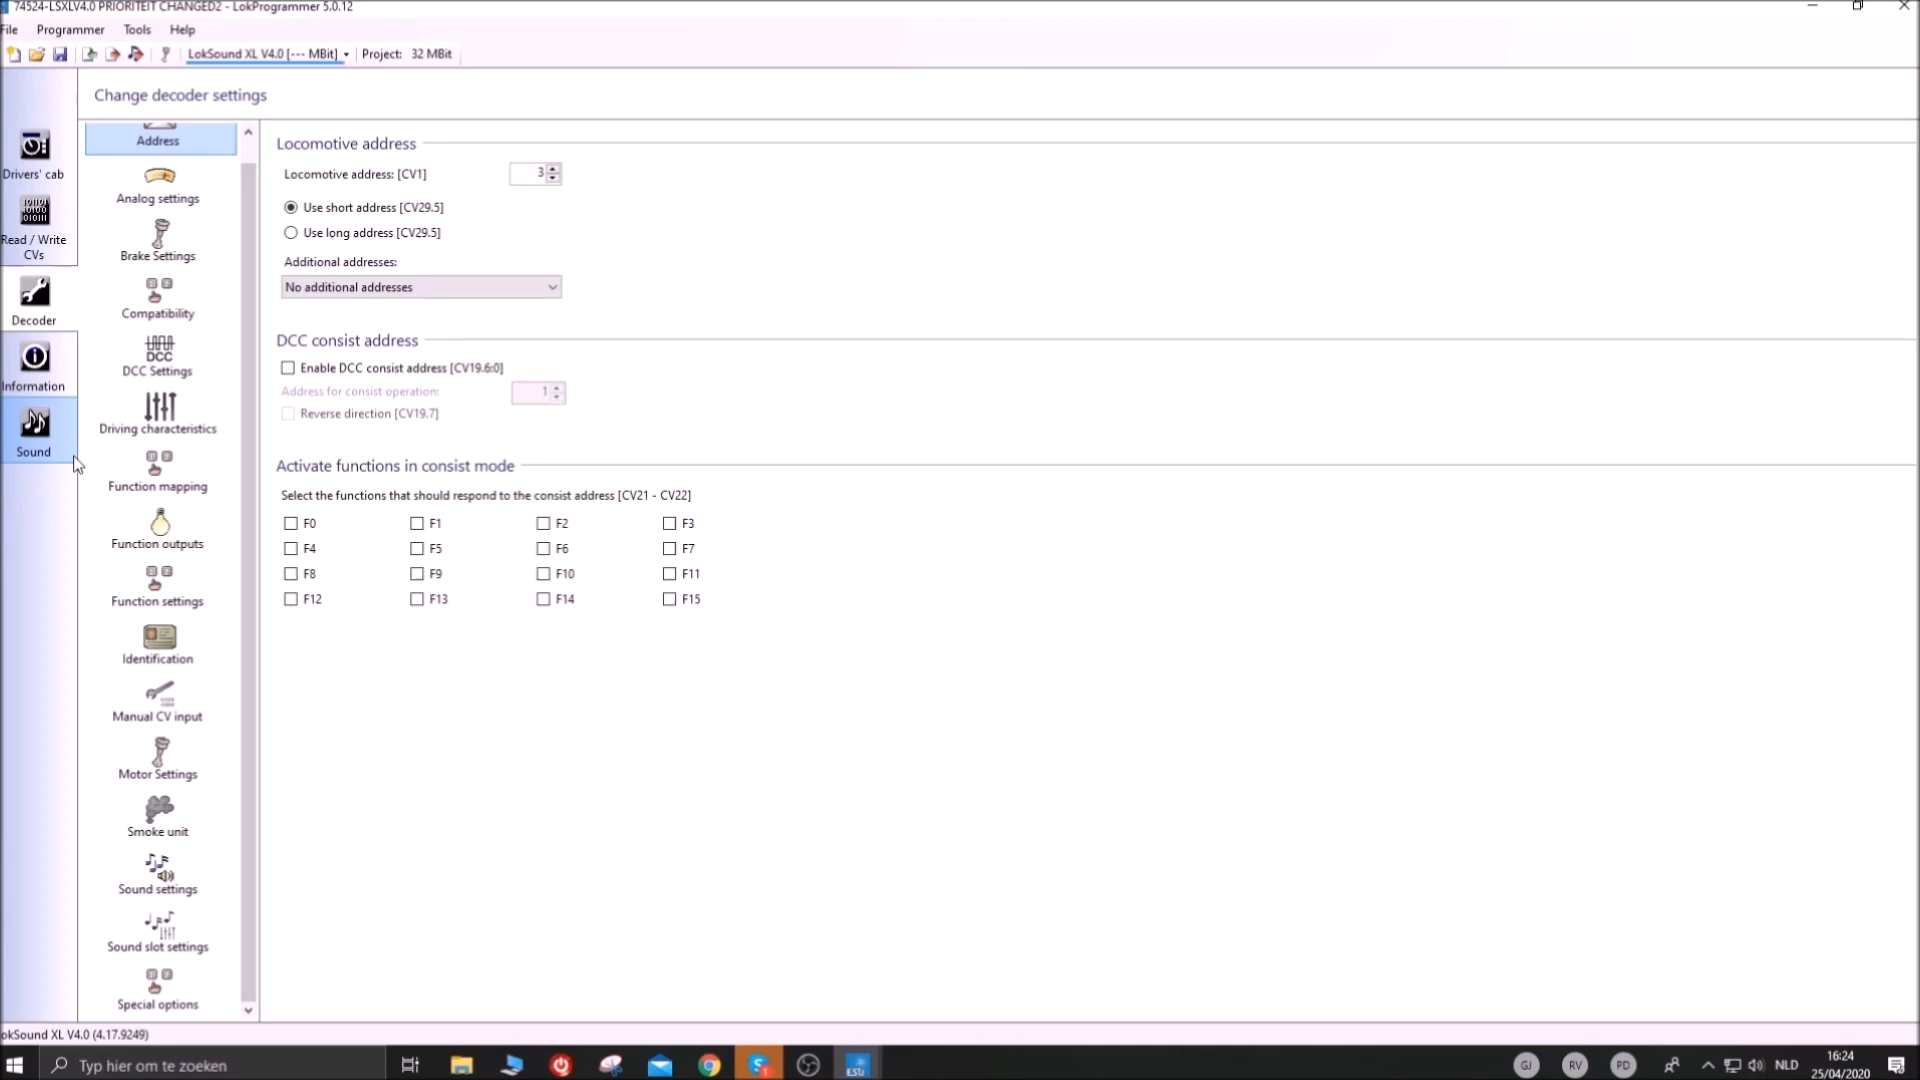 74524-LSXLV4.0 PRIORITEIT CHANGED2 - LokProgrammer 5.0.12
File Programmer Tools Help
LokSound XL V4.0 [--- MBit] Project: 32 MBit
Change decoder settings
Drivers' cab
Read / Write
CVs
Decoder
Information
Sound
Address
Analog settings
Brake Settings
Compatibility
DCC
DCC Settings
Driving characteristics
Function mapping
Function outputs
Function settings
Identification
Manual CV input
Motor Settings
Smoke unit
Sound settings
Sound slot settings
Special options
Locomotive address
Locomotive address: [CV1] 3
Use short address [CV29.5]
Use long address [CV29.5]
Additional addresses:
No additional addresses
DCC consist address
Enable DCC consist address [CV19.6:0]
Address for consist operation: 1
Reverse direction [CV19.7]
Activate functions in consist mode
Select the functions that should respond to the consist address [CV21 - CV22]
F0 F1 F2 F3
F4 F5 F6 F7
F8 F9 F10 F11
F12 F13 F14 F15
okSound XL V4.0 (4.17.9249)
Typ hier om te zoeken
ESU
GJ RV PD
NLD
16:24
25/04/2020